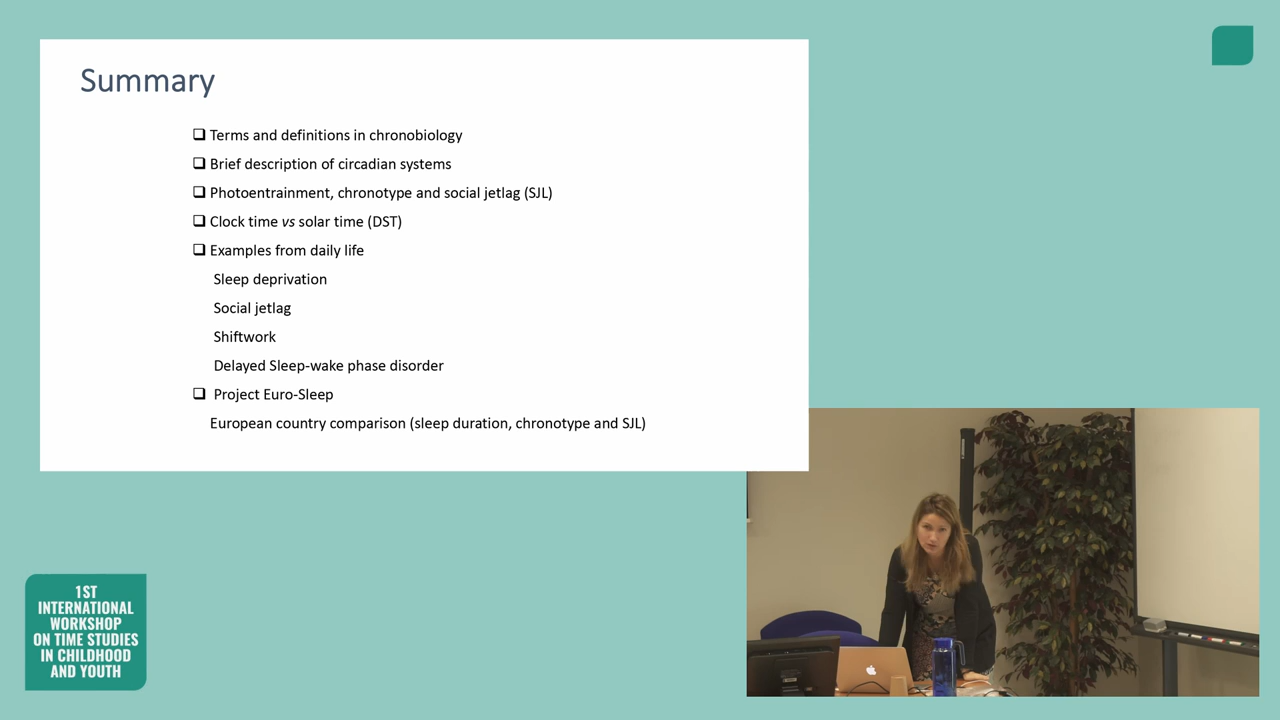 Summary
Terms and definitions in chronobiology
Brief description of circadian systems
Photoentrainment, chronotype and social jetlag (SJL)
Clock time vs solar time (DST)
Examples from daily life
Sleep deprivation
Social jetlag
Shiftwork
Delayed Sleep-wake phase disorder
Project Euro-Sleep
European country comparison (sleep duration, chronotype and SJL)
1ST
INTERNATIONAL
WORKSHOP
ON TIME STUDIES
IN CHILDHOOD
AND YOUTH